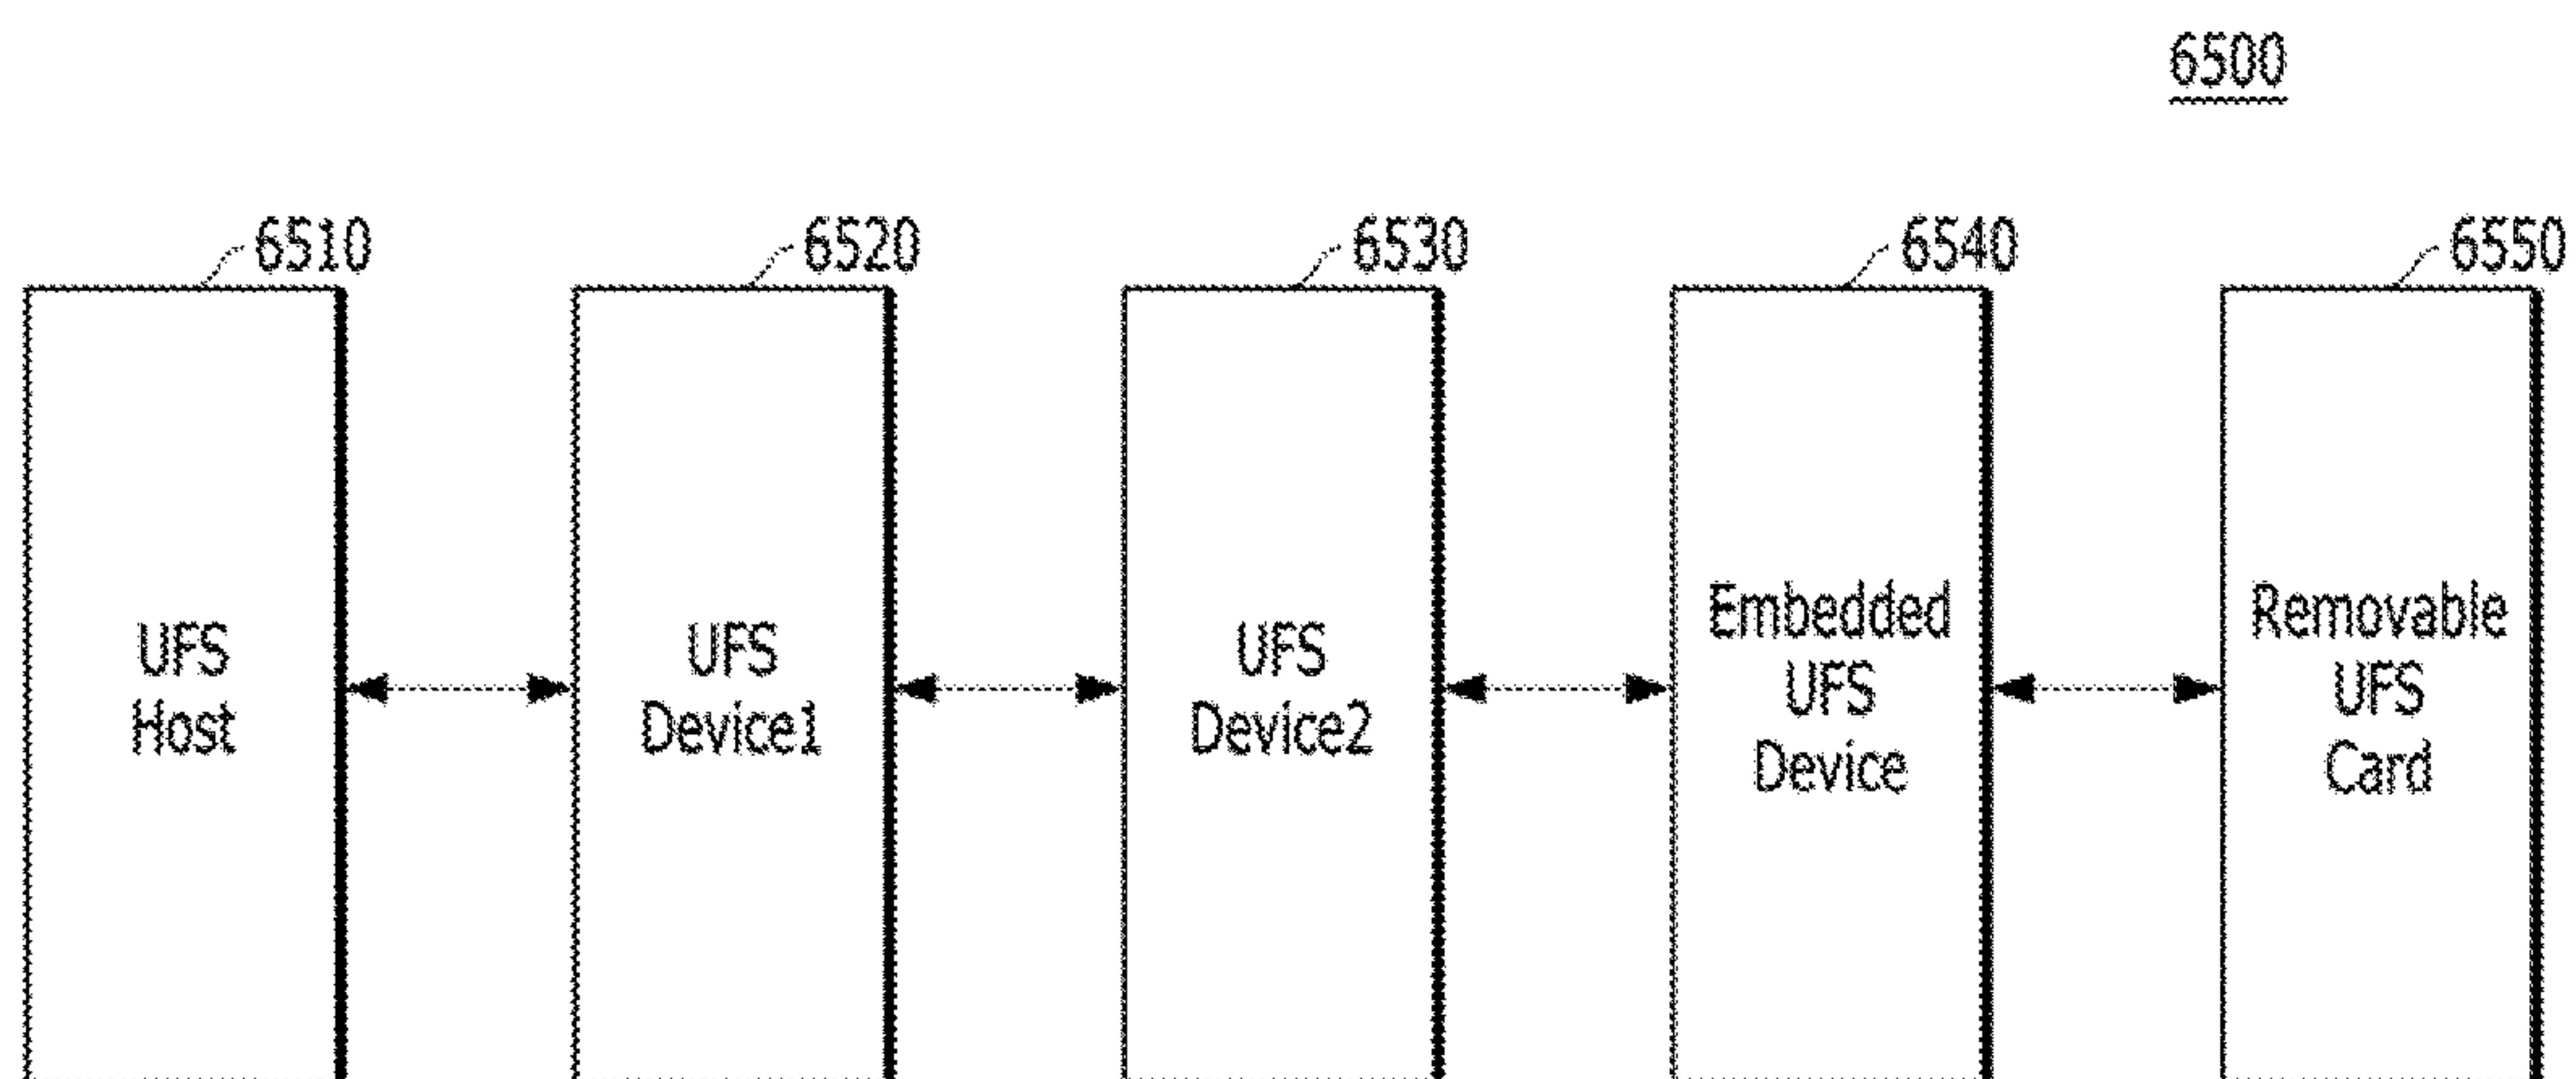 6500
6510
6520
6530
6540
6550
UFS
Host
UFS
Device1
UFS
Device2
Embedded
UFS
Device
Removable
UFS
Card